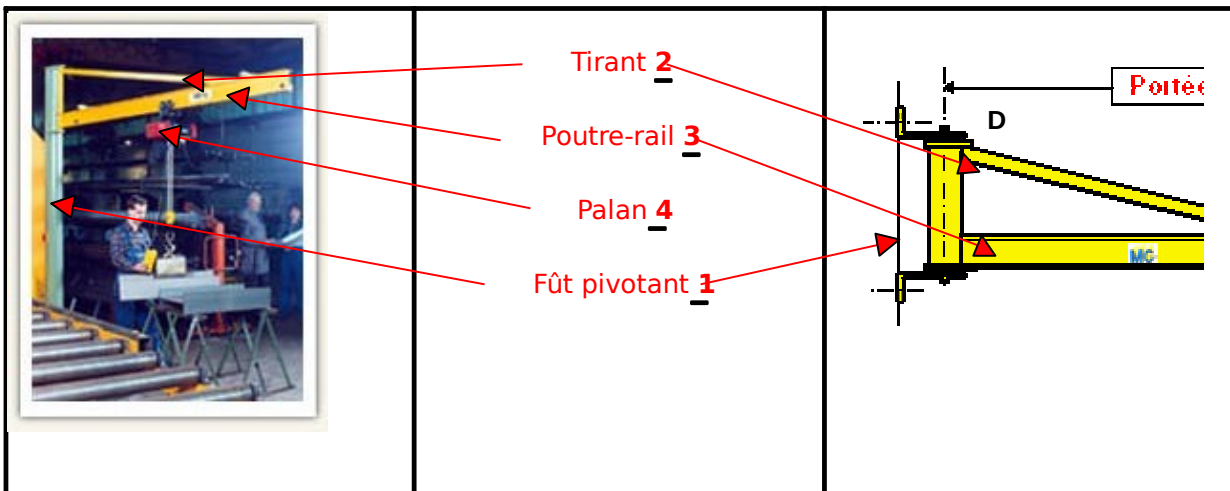 Tirant 2
Poutre-rail 3
Palan 4
Fût pivotant 1
Portée
D
MC